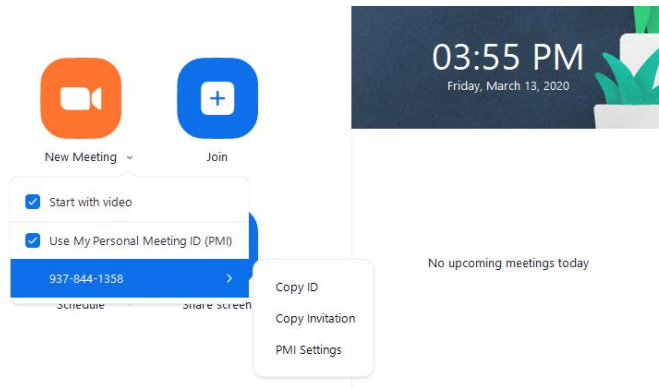 03:55 PM
Friday, March 13, 2020
New Meeting
Join
Start with video
Use My Personal Meeting ID (PMI)
937-844-1358
Schedule
Share screen
Copy ID
Copy Invitation
PMI Settings
No upcoming meetings today